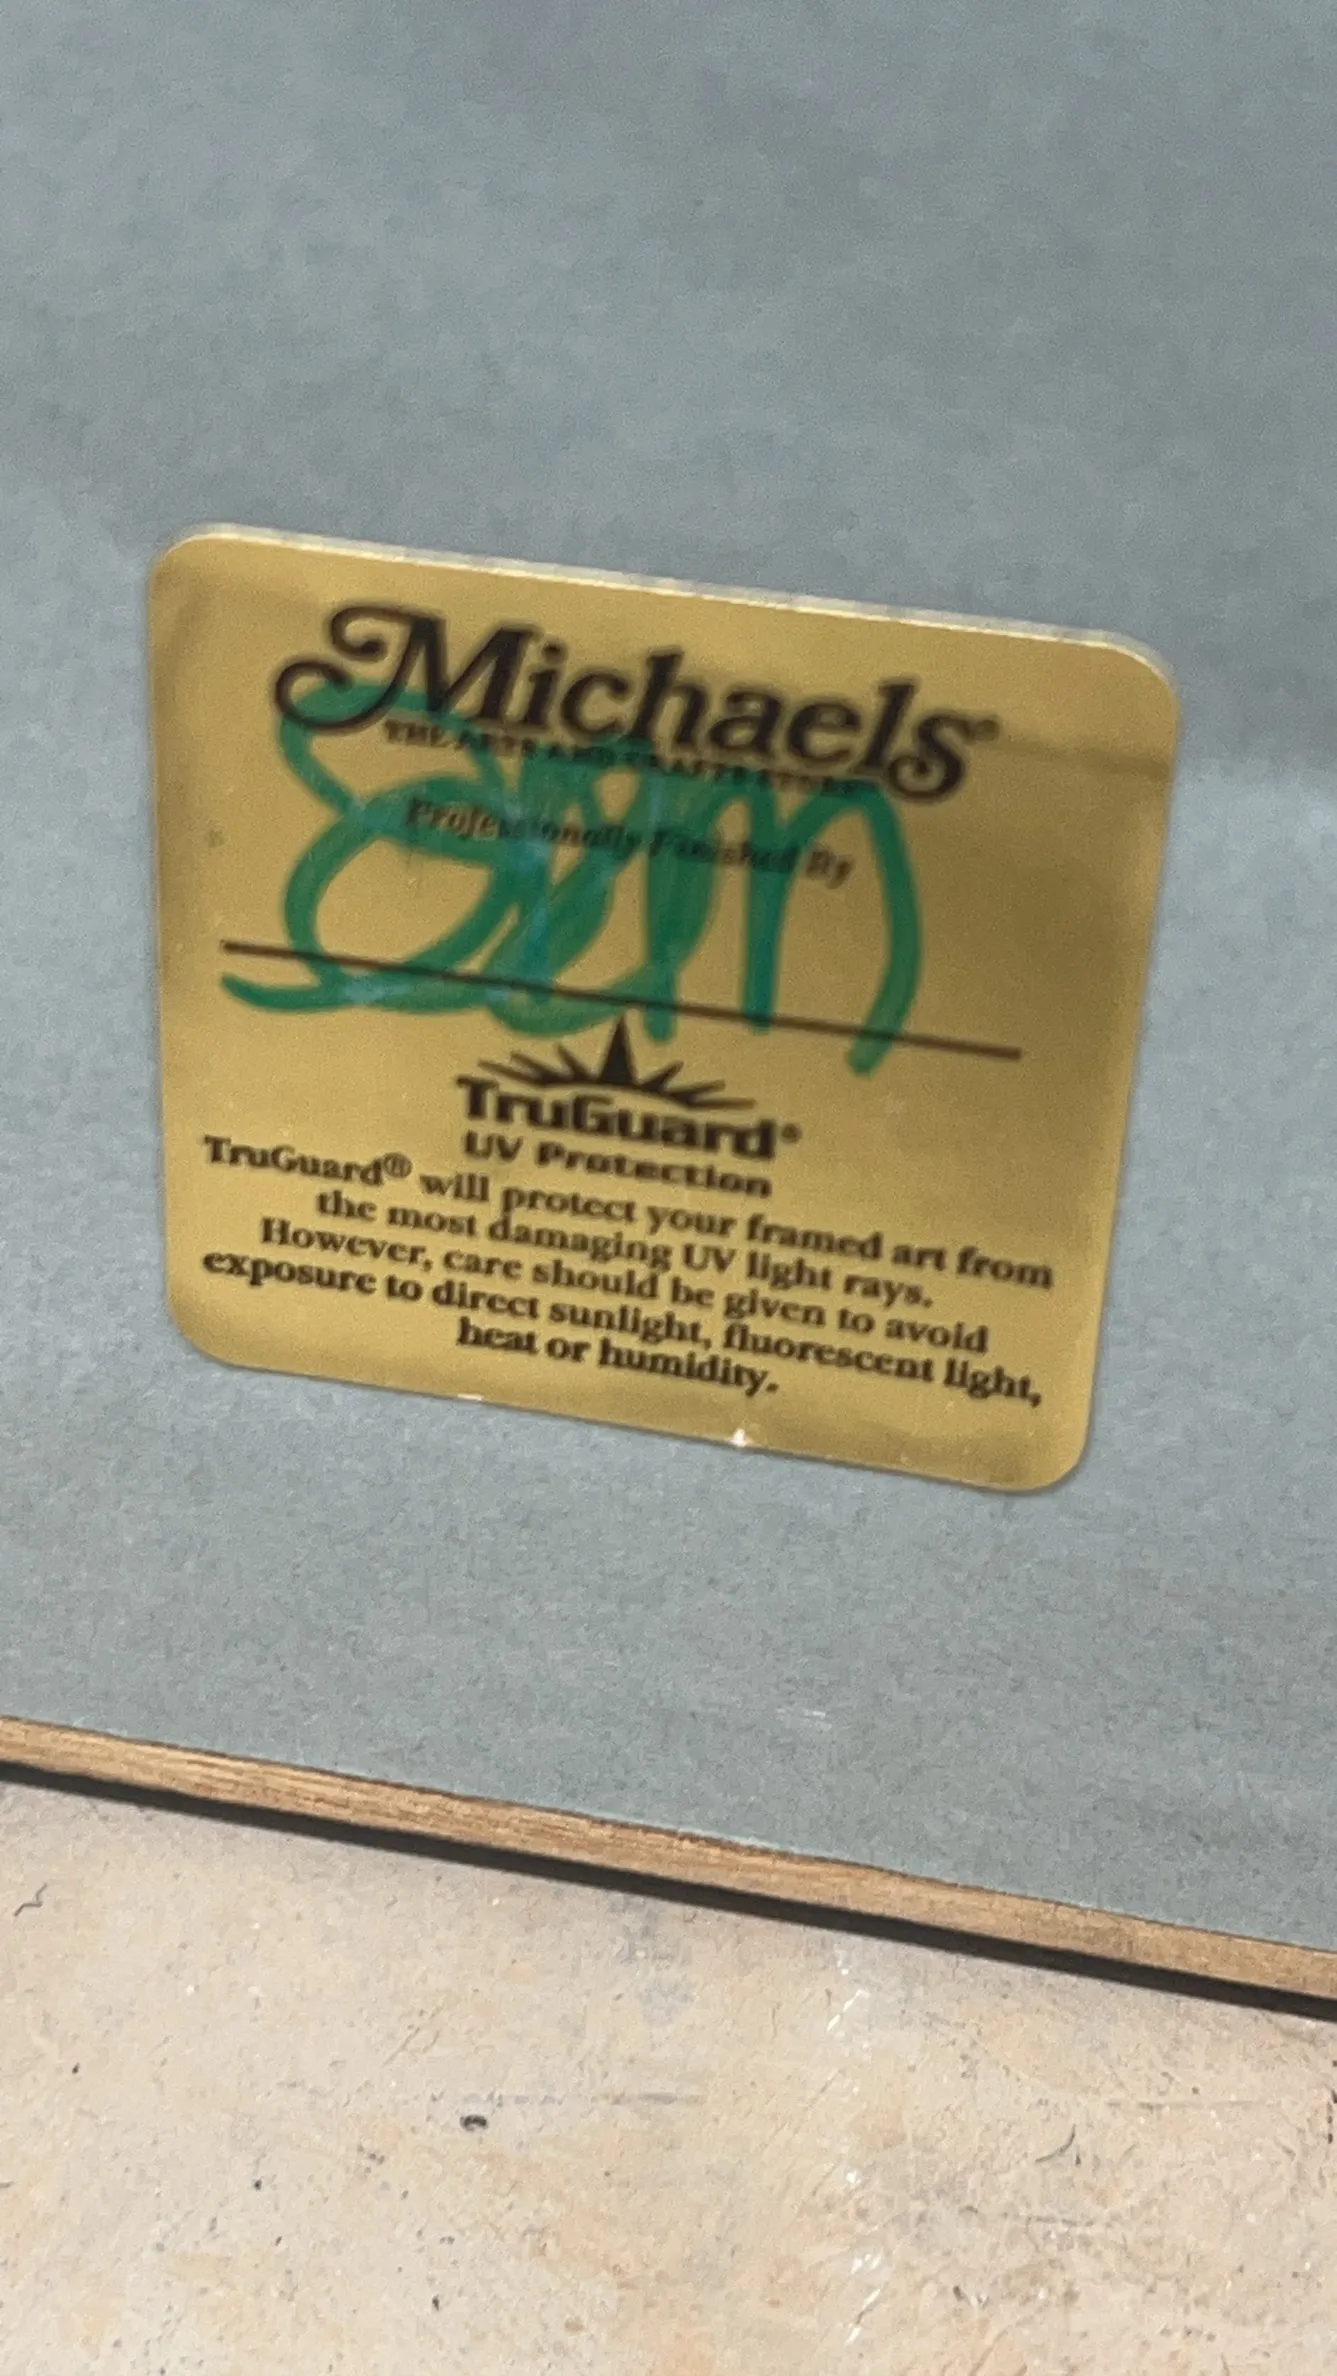 Michaels®
THE ARTS AND CRAFTS STORE
Professionally Finished By
TruGuard®
UV Protection
TruGuard® will protect your framed art from
the most damaging UV light rays.
However, care should be given to avoid
exposure to direct sunlight, fluorescent light,
heat or humidity.